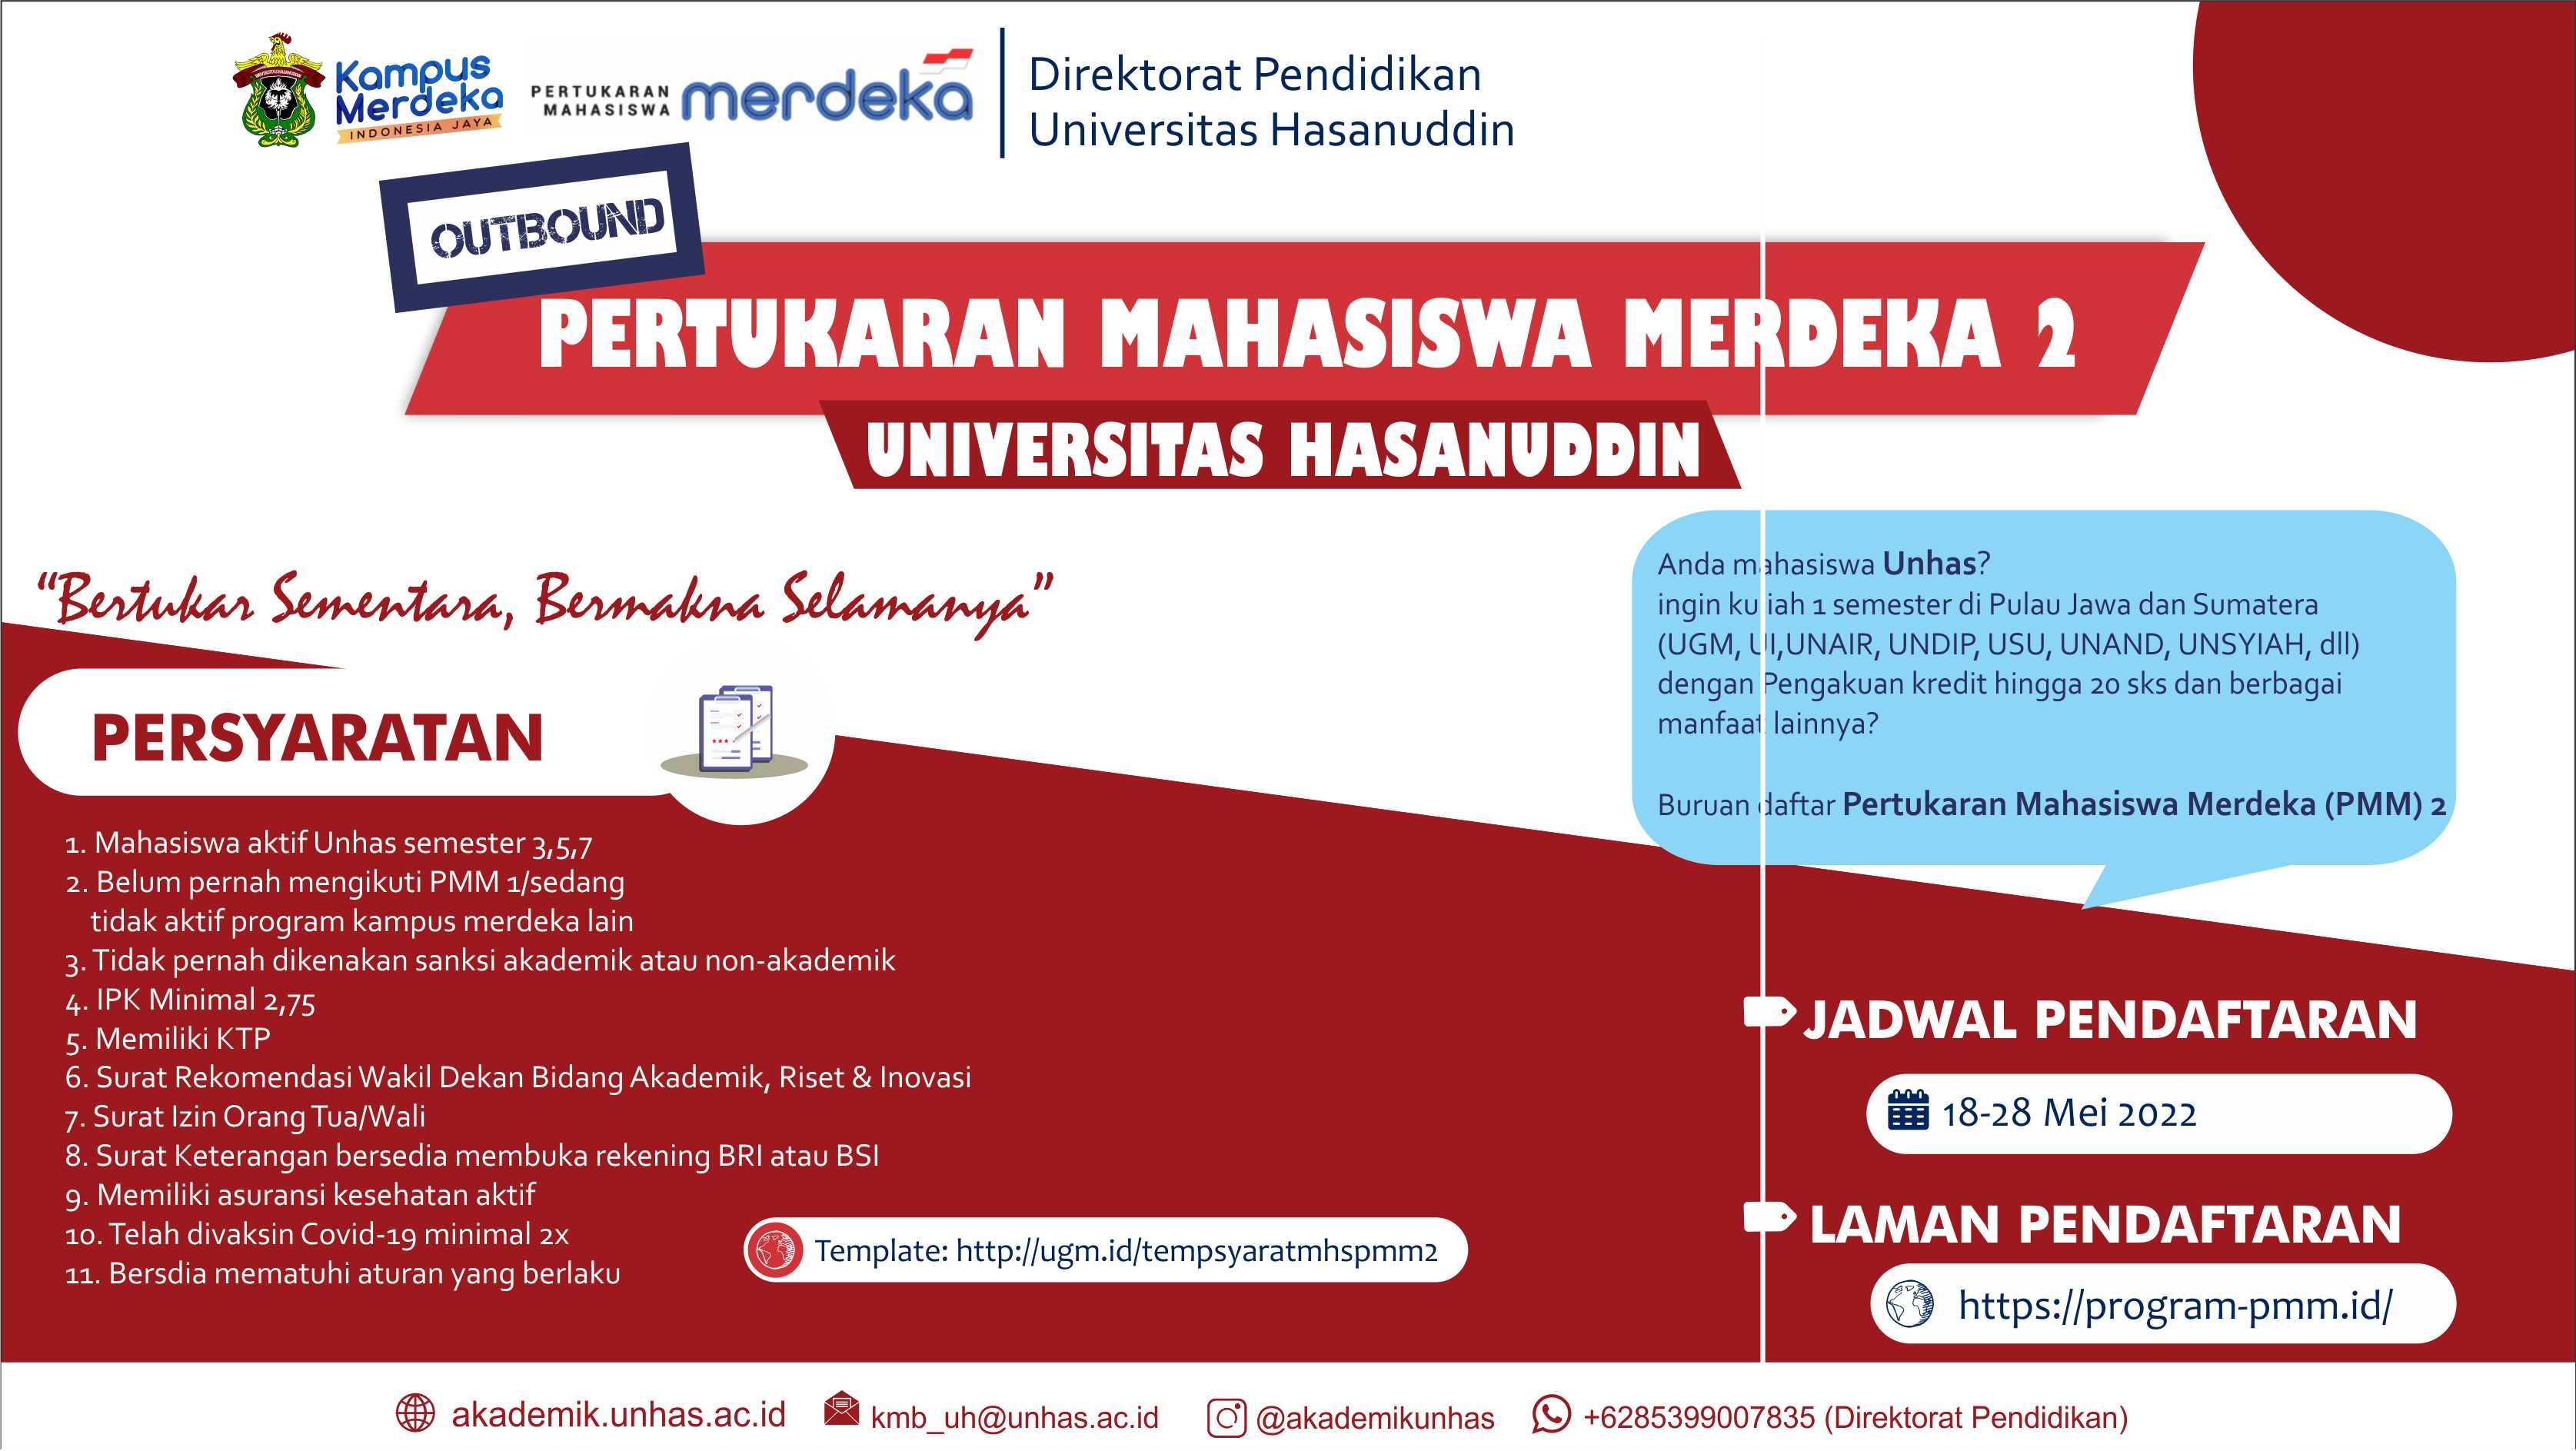 Kampus
Merdeka
INDONESIA JAYA
PERTUKARAN
MAHASISWA
merdeka
Direktorat Pendidikan
Universitas Hasanuddin
OUTBOUND
PERTUKARAN MAHASISWA MERDEKA 2
UNIVERSITAS HASANUDDIN
“Bertukar Sementara, Bermakna Selamanya”
Anda mahasiswa Unhas?
ingin kuliah 1 semester di Pulau Jawa dan Sumatera
(UGM, UI,UNAIR, UNDIP, USU, UNAND, UNSYIAH, dll)
dengan Pengakuan kredit hingga 20 sks dan berbagai
manfaat lainnya?
Buruan daftar Pertukaran Mahasiswa Merdeka (PMM) 2
PERSYARATAN
1. Mahasiswa aktif Unhas semester 3,5,7
2. Belum pernah mengikuti PMM 1/sedang
tidak aktif program kampus merdeka lain
3. Tidak pernah dikenakan sanksi akademik atau non-akademik
4. IPK Minimal 2,75
5. Memiliki KTP
6. Surat Rekomendasi Wakil Dekan Bidang Akademik, Riset & Inovasi
7. Surat Izin Orang Tua/Wali
8. Surat Keterangan bersedia membuka rekening BRI atau BSI
9. Memiliki asuransi kesehatan aktif
10. Telah divaksin Covid-19 minimal 2x
11. Bersdia mematuhi aturan yang berlaku
Template: http://ugm.id/tempsyaratmhspmm2
JADWAL PENDAFTARAN
18-28 Mei 2022
LAMAN PENDAFTARAN
https://program-pmm.id/
akademik.unhas.ac.id
kmb_uh@unhas.ac.id
@akademikunhas
+6285399007835 (Direktorat Pendidikan)